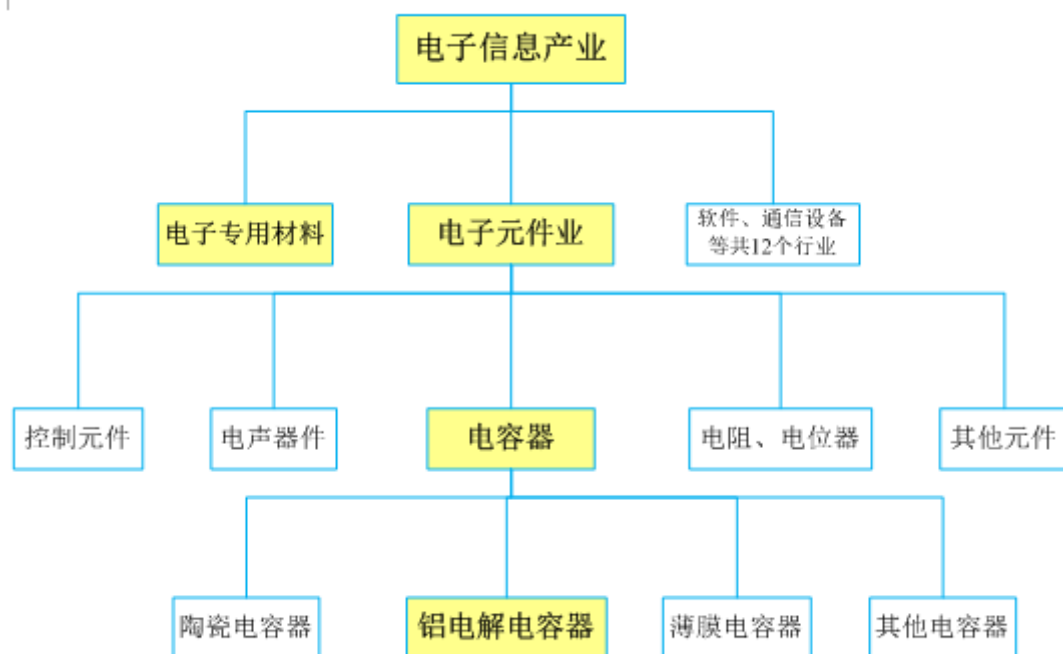 电子信息产业
电子专用材料
电子元件业
软件、通信设备
等共12个行业
控制元件
电声器件
电容器
电阻、电位器
其他元件
陶瓷电容器
铝电解电容器
薄膜电容器
其他电容器